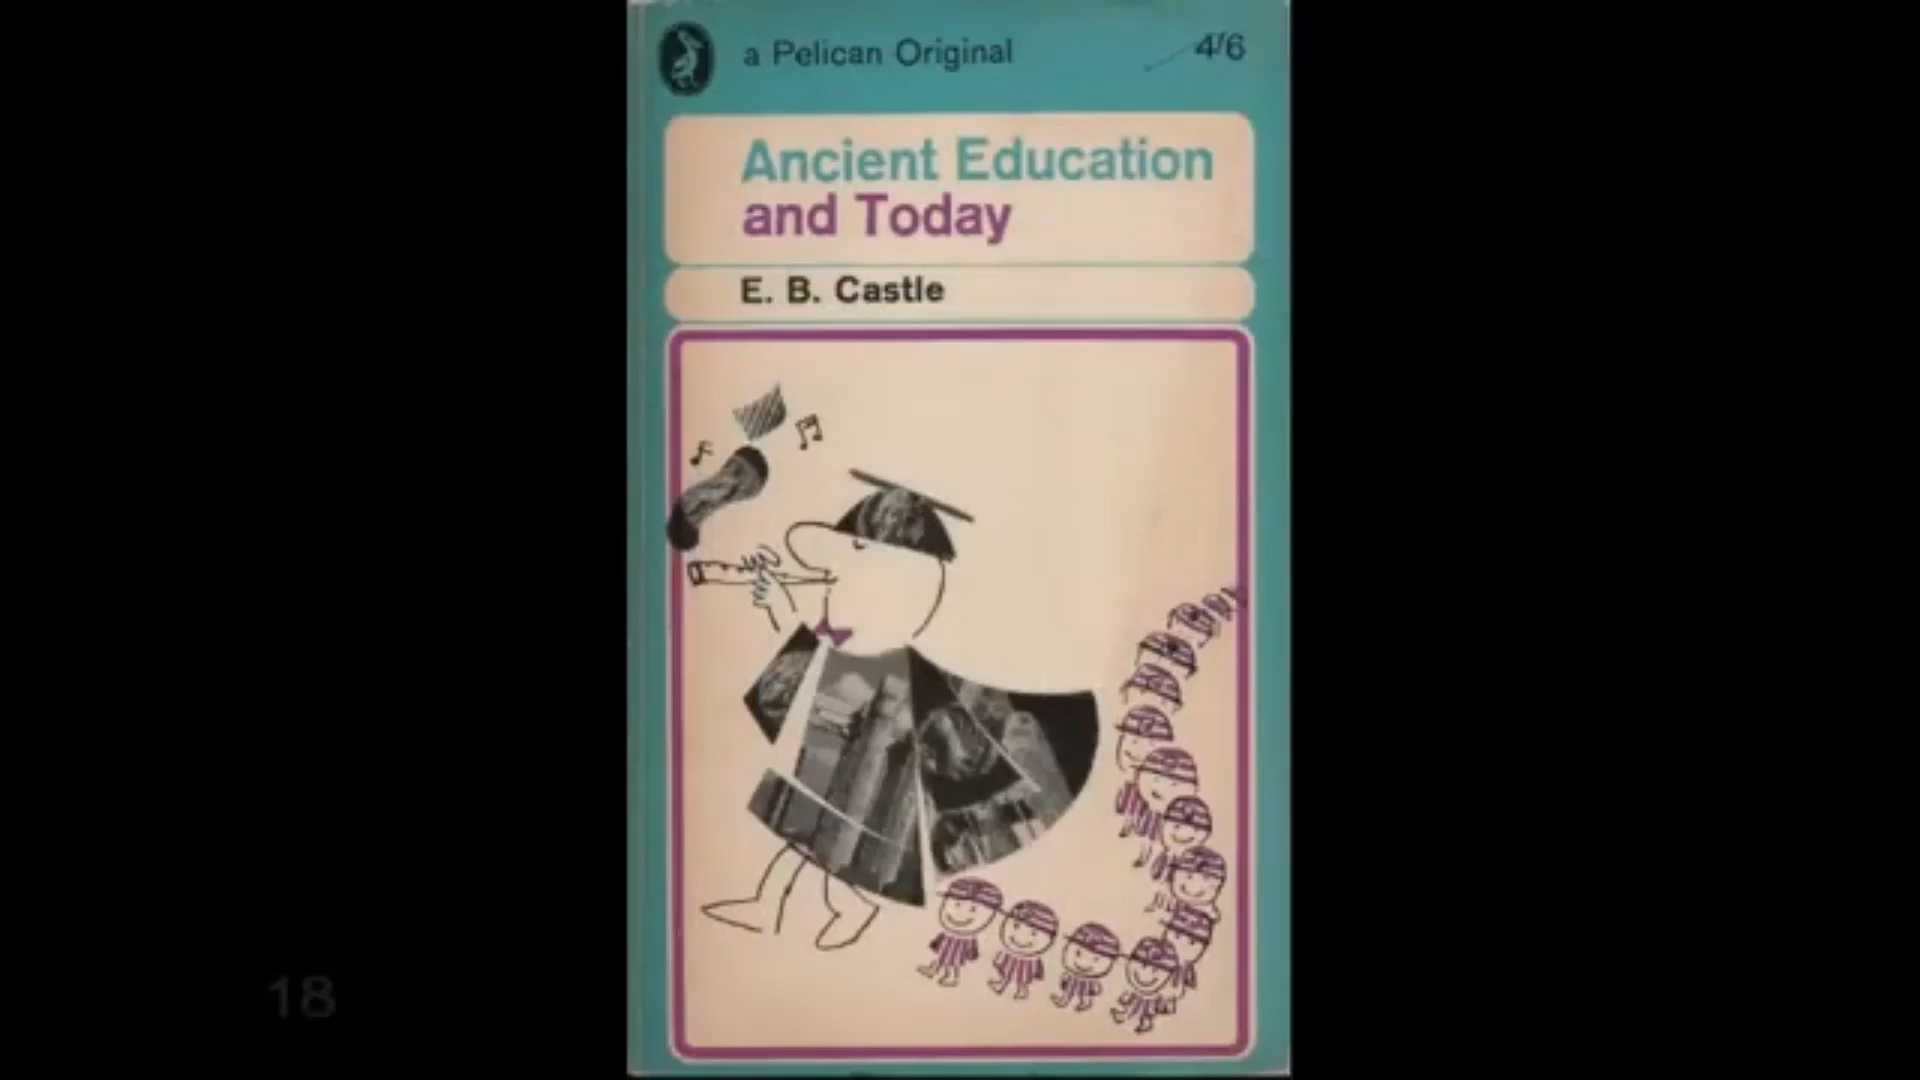 a Pelican Original
4/6
Ancient Education
and Today
E. B. Castle
18